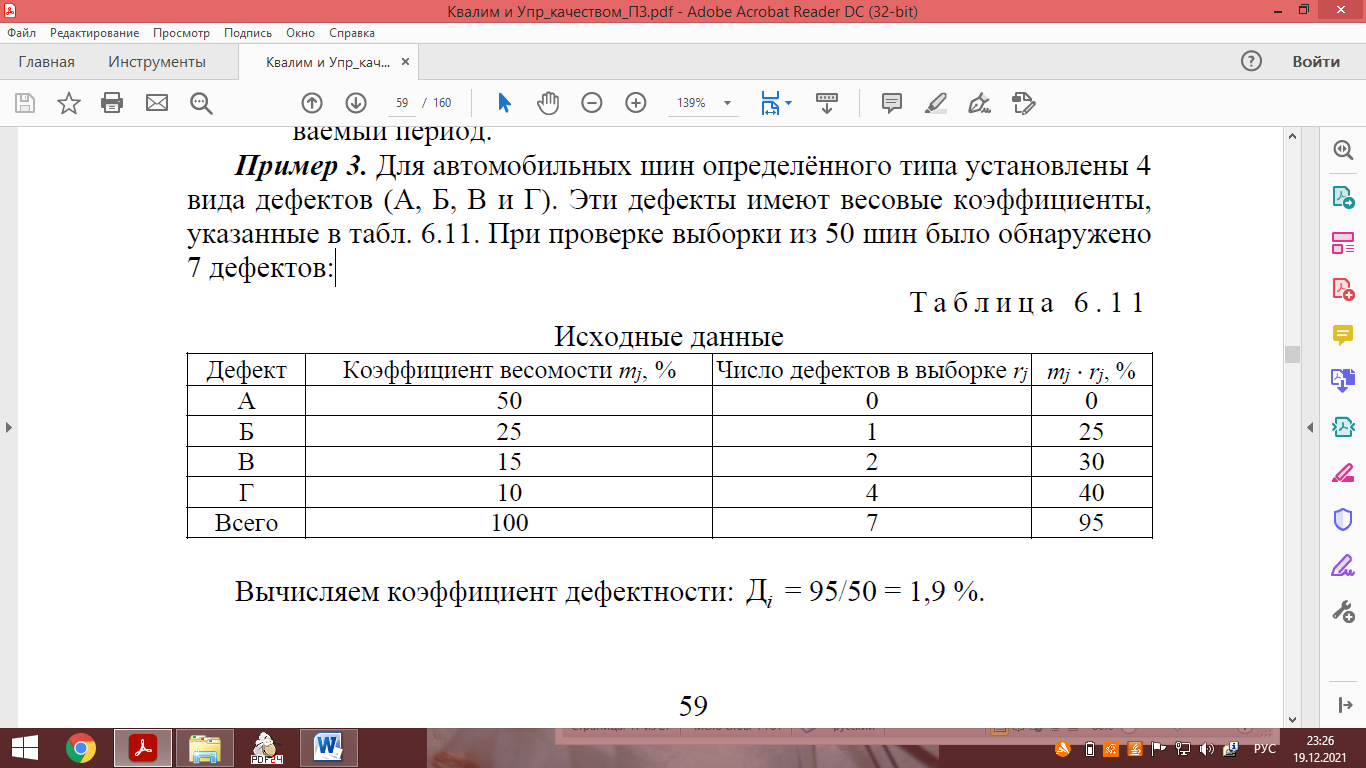 Квалим и Упр_качеством_ПЗ.pdf - Adobe Acrobat Reader DC (32-bit)
Файл Редактирование Просмотр Подпись Окно Справка
Главная Инструменты Квалим и Упр_кач... × Войти
59 / 160 139%
ваемый период.
Пример 3. Для автомобильных шин определённого типа установлены 4
вида дефектов (А, Б, В и Г). Эти дефекты имеют весовые коэффициенты,
указанные в табл. 6.11. При проверке выборки из 50 шин было обнаружено
7 дефектов:
Таблица 6.11
Исходные данные
Дефект Коэффициент весомости mj, % Число дефектов в выборке rj mj · rj, %
А 50 0 0
Б 25 1 25
В 15 2 30
Г 10 4 40
Всего 100 7 95
Вычисляем коэффициент дефектности: Дi = 95/50 = 1,9 %.
59
PDF24
РУС
23:26
19.12.2021